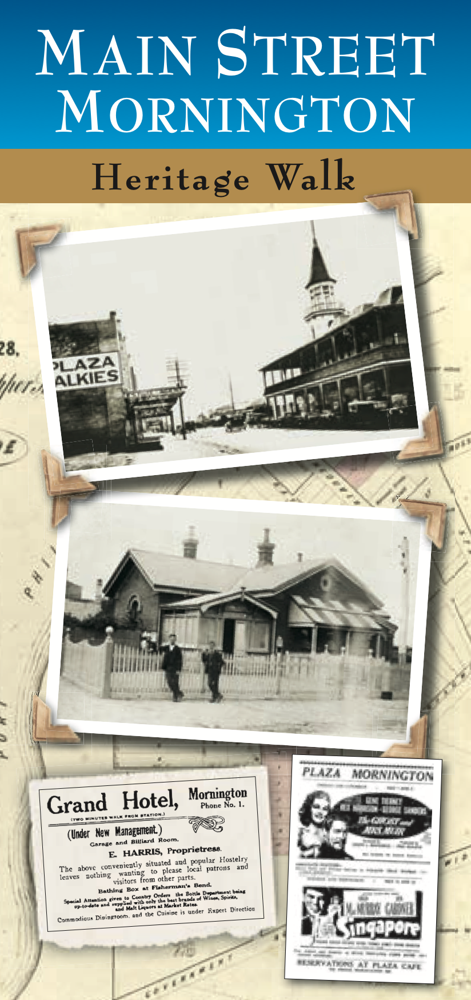 MAIN STREET
MORNINGTON
Heritage Walk
28,
PLAZA
ALKIES
PHI
PORT
Grand Hotel, Mornington
Phone No. 1.
(TWO MINUTES WALK FROM STATION.)
(Under New Management.)
Garage and Billiard Room.
E. HARRIS, Proprietress.
The above conveniently situated and popular Hostelry
leaves nothing wanting to please local patrons and
visitors from other parts.
Bathing Box at Fisherman's Bend.
Special Attention given to Country Orders the Bottle Department being
up-to-date and supplied with only the best brands of Wines, Spirits,
and Malt Liquors at Market Rates.
Commodious Diningroom, and the Cuisine is under Expert Direction
PLAZA MORNINGTON
GENE TIERNEY
REX HARRISON SANDERS
The GHOST and
MRS MUIR
MacMURRAY GARDNER
Singapore
RESERVATIONS AT PLAZA CAFE
GOVERNMENT